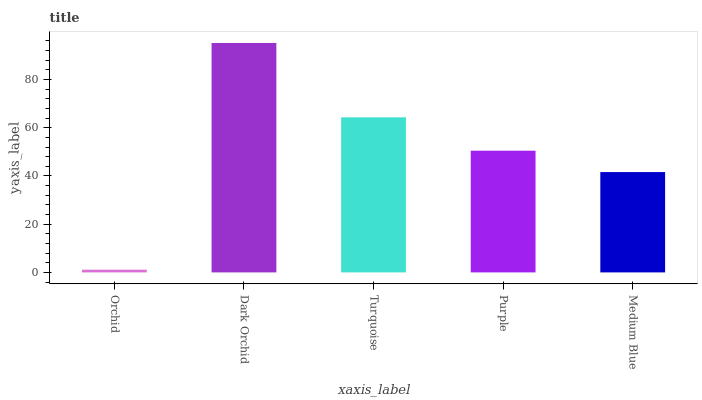 title
80
60
40
20
0
yaxis_label
Orchid
Dark Orchid
Turquoise
Purple
Medium Blue
xaxis_label